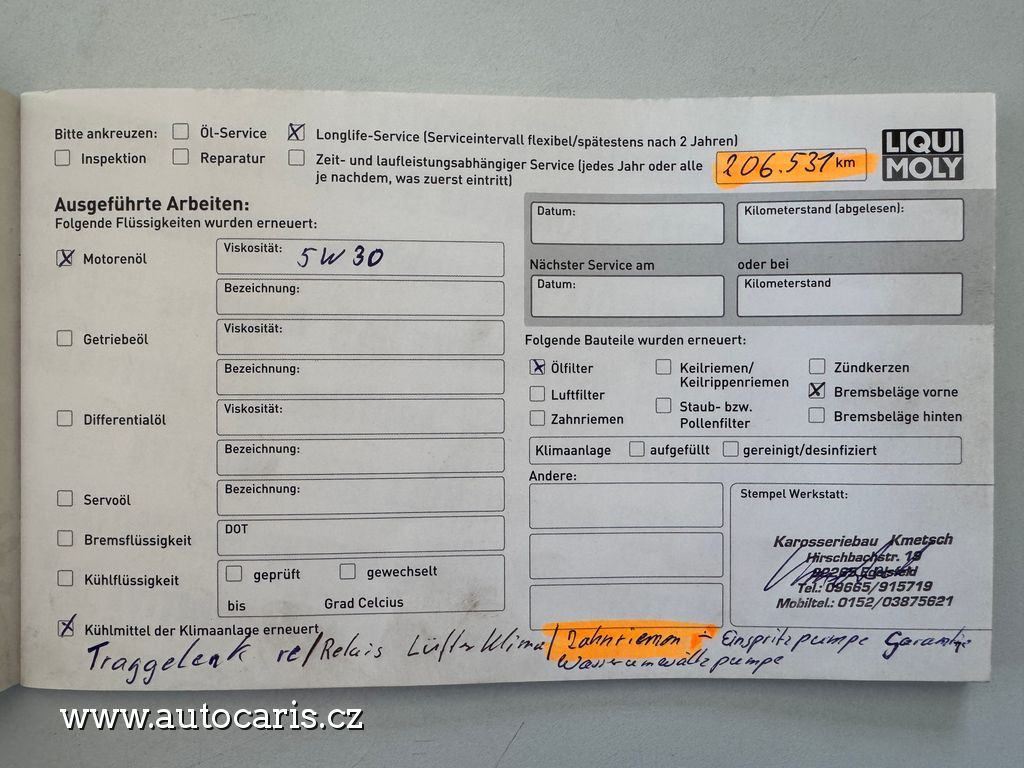 Bitte ankreuzen: Öl-Service Longlife-Service (Serviceintervall flexibel/spätestens nach 2 Jahren)
Inspektion Reparatur Zeit- und laufleistungsabhängiger Service (jedes Jahr oder alle 206.531 km
je nachdem, was zuerst eintritt)
LIQUI
MOLY
Ausgeführte Arbeiten:
Folgende Flüssigkeiten wurden erneuert:
Motorenöl Viskosität: 5W30
Bezeichnung:
Getriebeöl Viskosität:
Bezeichnung:
Differentialöl Viskosität:
Bezeichnung:
Servoöl Bezeichnung:
Bremsflüssigkeit DOT
Kühlflüssigkeit geprüft gewechselt
bis Grad Celcius
Kühlmittel der Klimaanlage erneuert
Datum: Kilometerstand (abgelesen):
Nächster Service am oder bei
Datum: Kilometerstand
Folgende Bauteile wurden erneuert:
Ölfilter Keilriemen/ Zündkerzen
Keilrippenriemen
Luftfilter Bremsbeläge vorne
Zahnriemen Staub- bzw. Bremsbeläge hinten
Pollenfilter
Klimaanlage aufgefüllt gereinigt/desinfiziert
Andere:
Stempel Werkstatt:
Karosseriebau Kmetsch
Hirschbachstr. 19
Tel.: 09665/915719
Mobiltel.: 0152/03875621
Traggelenk re/Relais Lüfter Klima/Zahnriemen - Einspritzpumpe Garantie
www.autocaris.cz